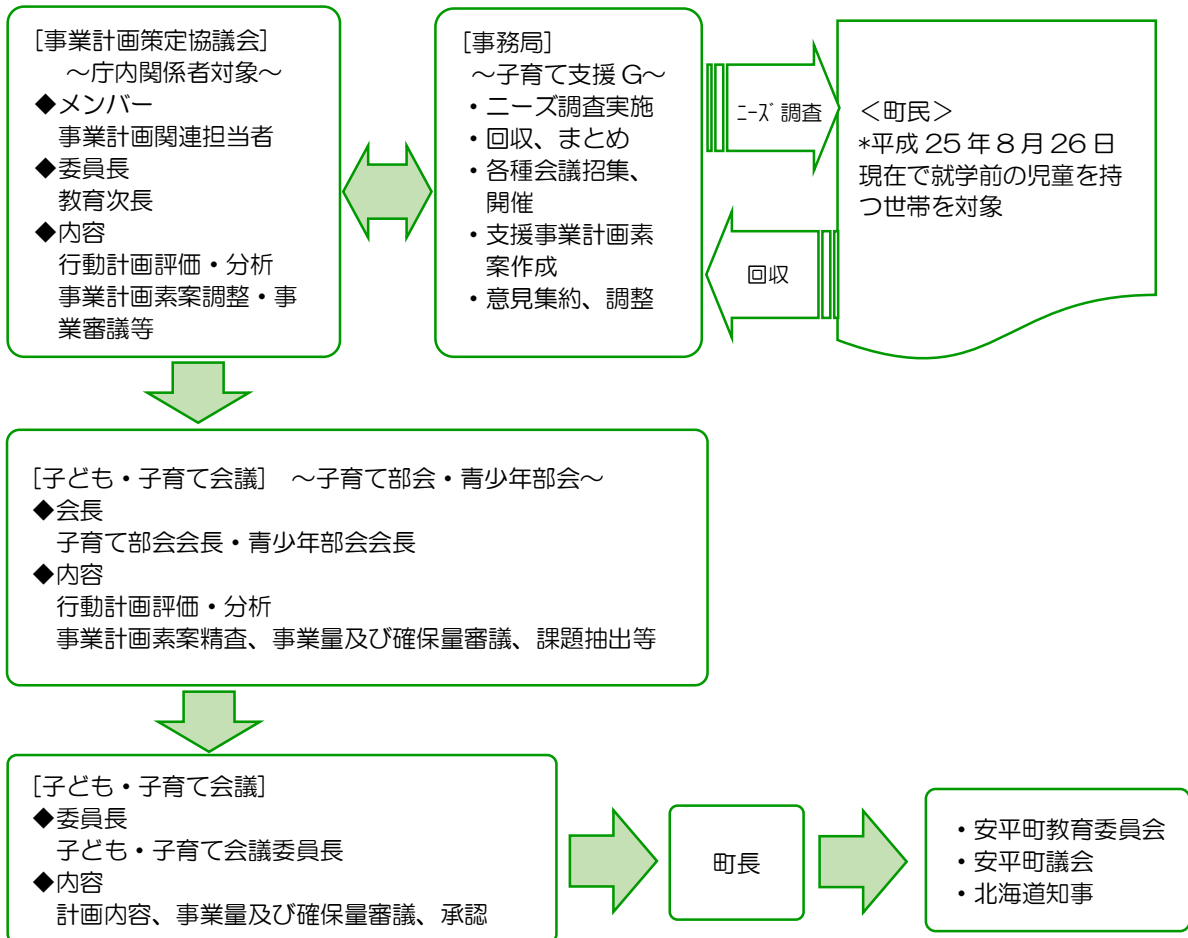 [事業計画策定協議会]
～庁内関係者対象～
◆メンバー
事業計画関連担当者
◆委員長
教育次長
◆内容
行動計画評価・分析
事業計画素案調整・事
業審議等
[事務局]
～子育て支援G～
・ニーズ調査実施
・回収、まとめ
・各種会議招集、
開催
・支援事業計画素
案作成
・意見集約、調整
ﾆｰｽﾞ調査
回収
＜町民＞
*平成25年8月26日
現在で就学前の児童を持
つ世帯を対象
[子ども・子育て会議]　～子育て部会・青少年部会～
◆会長
子育て部会会長・青少年部会会長
◆内容
行動計画評価・分析
事業計画素案精査、事業量及び確保量審議、課題抽出等
[子ども・子育て会議]
◆委員長
子ども・子育て会議委員長
◆内容
計画内容、事業量及び確保量審議、承認
町長
・安平町教育委員会
・安平町議会
・北海道知事